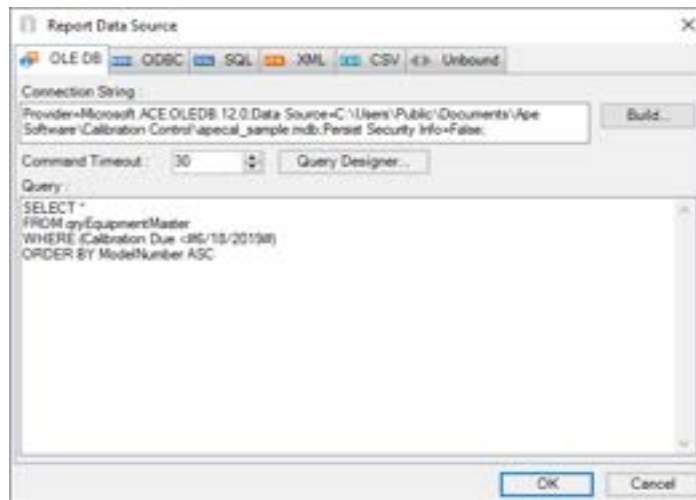 Report Data Source
OLE DB ODBC SQL XML CSV Unbound
Connection String :
Provider=Microsoft.ACE.OLEDB.12.0;Data Source=C:\Users\Public\Documents\Ape
Software\Calibration Control\apecal_sample.mdb;Persist Security Info=False;
Build...
Command Timeout : 30 Query Designer...
Query :
SELECT *
FROM qryEquipmentMaster
WHERE (Calibration Due <#6/18/2019#)
ORDER BY ModelNumber ASC
OK Cancel